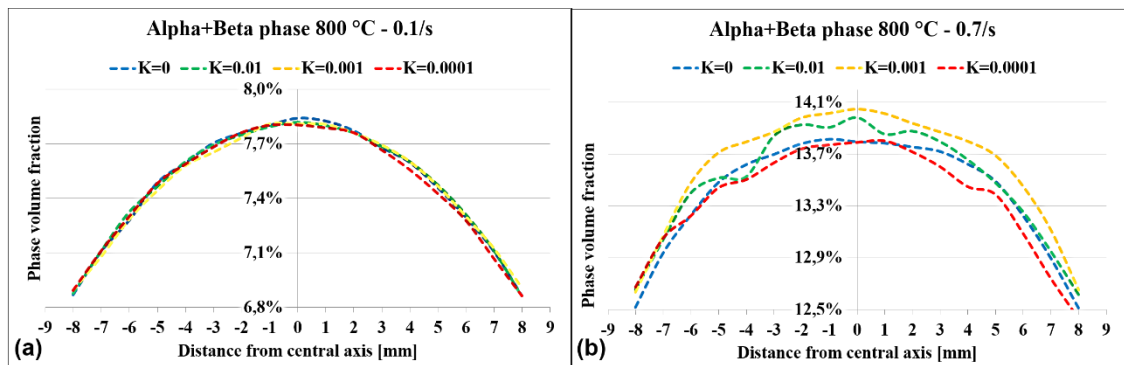 Alpha+Beta phase 800 °C - 0.1/s
K=0 K=0.01 K=0.001 K=0.0001
Phase volume fraction
8,0%
7,7%
7,4%
7,1%
6,8%
-9 -8 -7 -6 -5 -4 -3 -2 -1 0 1 2 3 4 5 6 7 8 9
Distance from central axis [mm]
(a)
Alpha+Beta phase 800 °C - 0.7/s
K=0 K=0.01 K=0.001 K=0.0001
Phase volume fraction
14,1%
13,7%
13,3%
12,9%
12,5%
-9 -8 -7 -6 -5 -4 -3 -2 -1 0 1 2 3 4 5 6 7 8 9
Distance from central axis [mm]
(b)